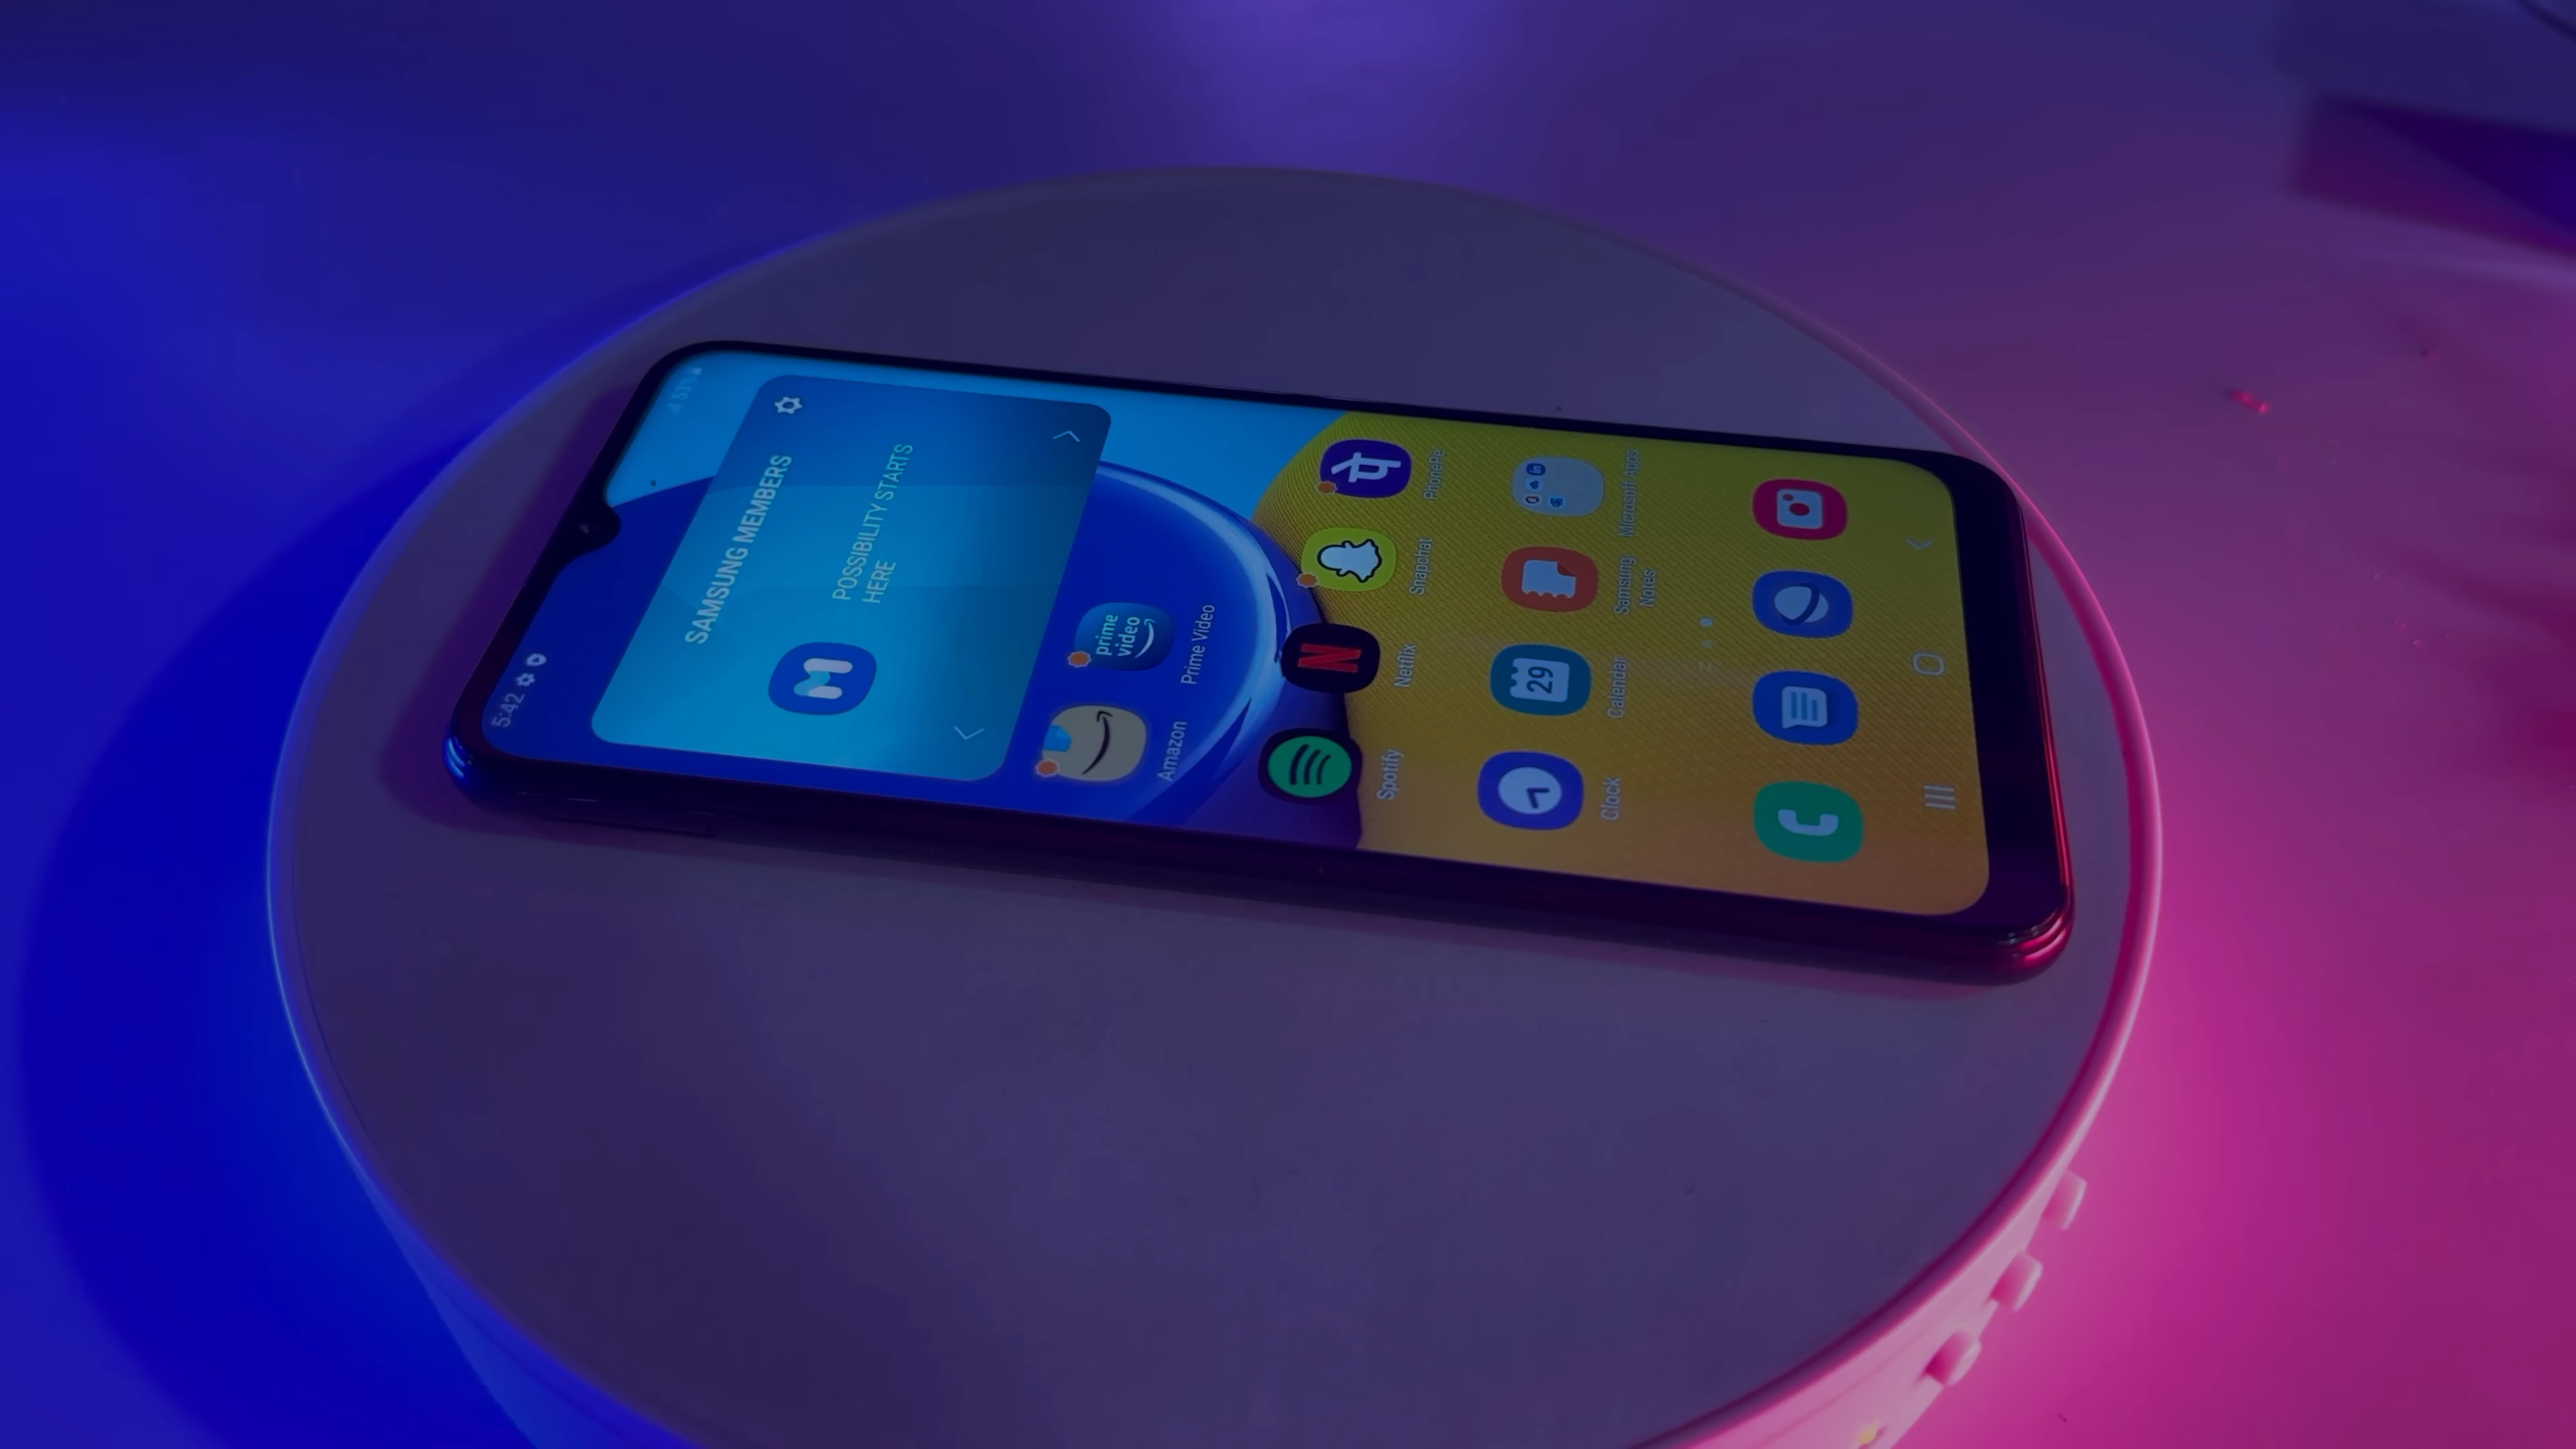 5:42
53%
SAMSUNG MEMBERS
POSSIBILITY STARTS
HERE
prime
video
Amazon
Prime Video
Spotify
Netflix
Snapchat
PhonePe
29
Clock
Calendar
Samsung
Notes
Microsoft Apps